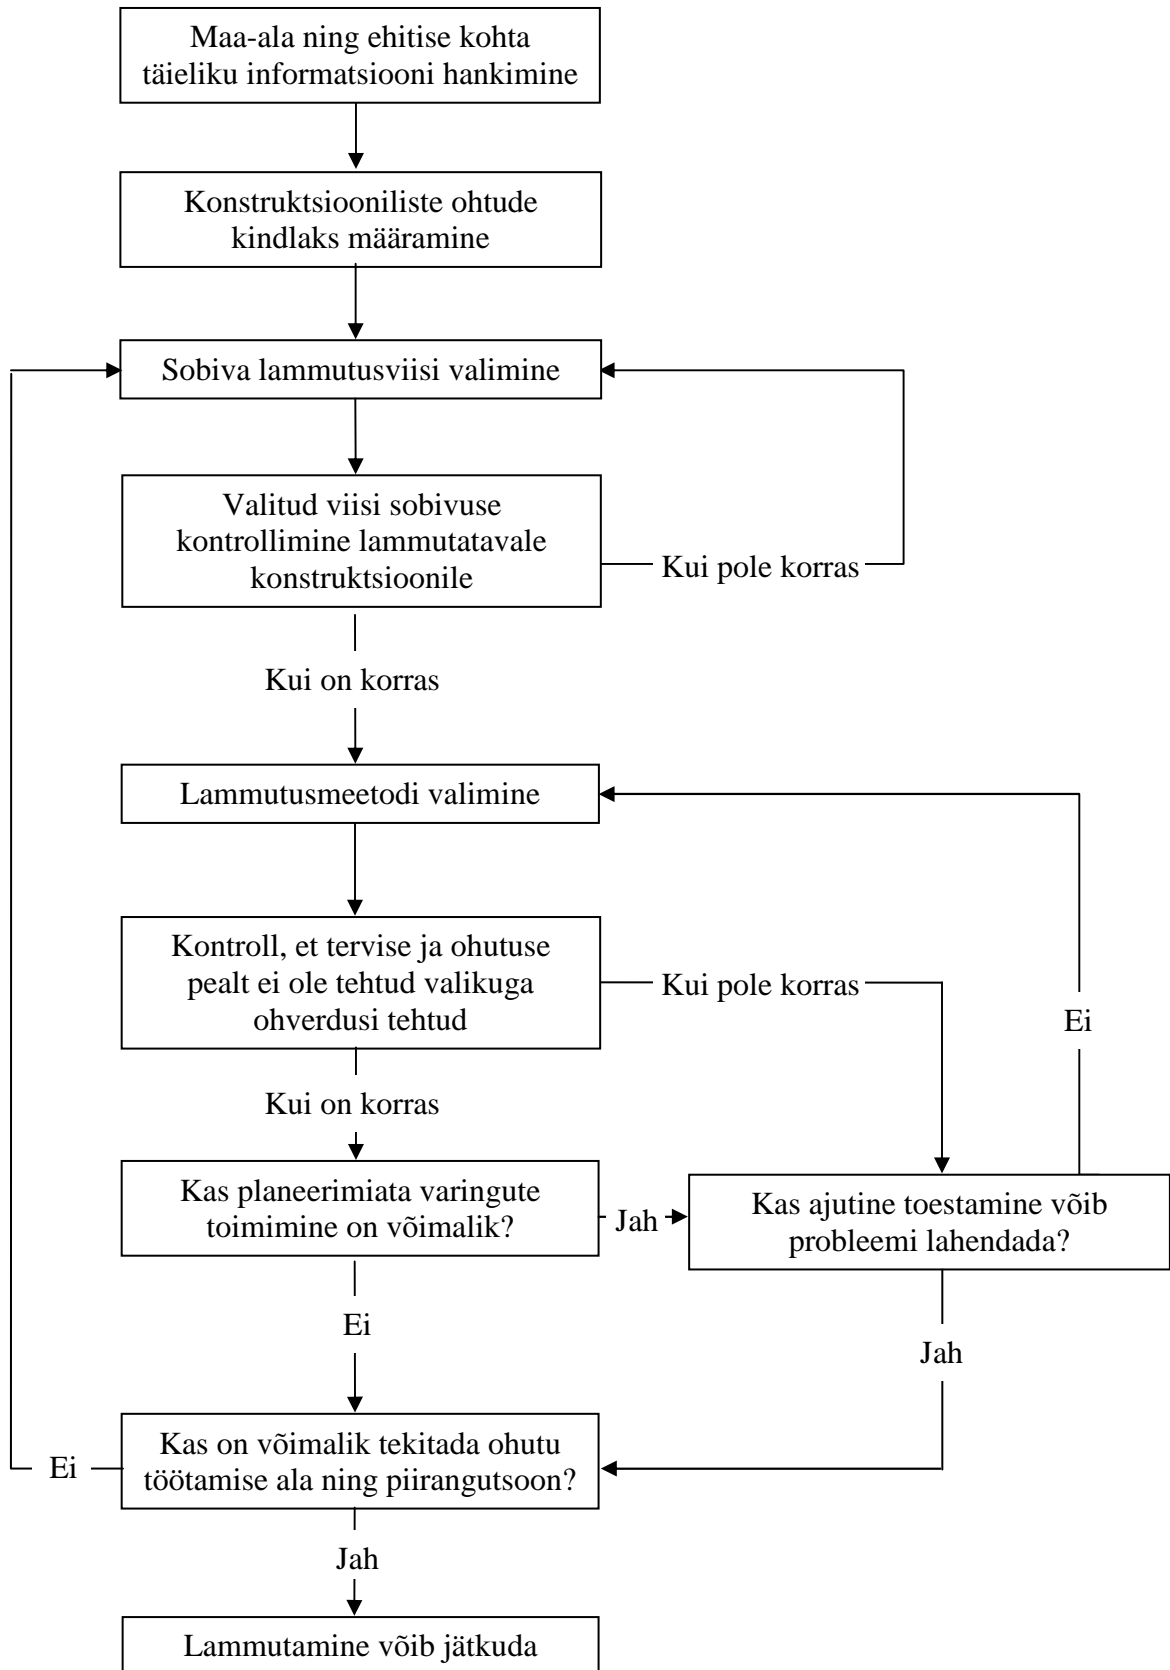 Maa-ala ning ehitise kohta
täieliku informatsiooni hankimine
Konstruktsiooniliste ohtude
kindlaks määramine
Sobiva lammutusviisi valimine
Valitud viisi sobivuse
kontrollimine lammutatavale
konstruktsioonile
Kui pole korras
Kui on korras
Lammutusmeetodi valimine
Kontroll, et tervise ja ohutuse
pealt ei ole tehtud valikuga
ohverdusi tehtud
Kui pole korras
Ei
Kui on korras
Kas planeerimiata varingute
toimimine on võimalik?
Jah
Kas ajutine toestamine võib
probleemi lahendada?
Ei
Jah
Kas on võimalik tekitada ohutu
töötamise ala ning piirangutsoon?
Ei
Jah
Lammutamine võib jätkuda